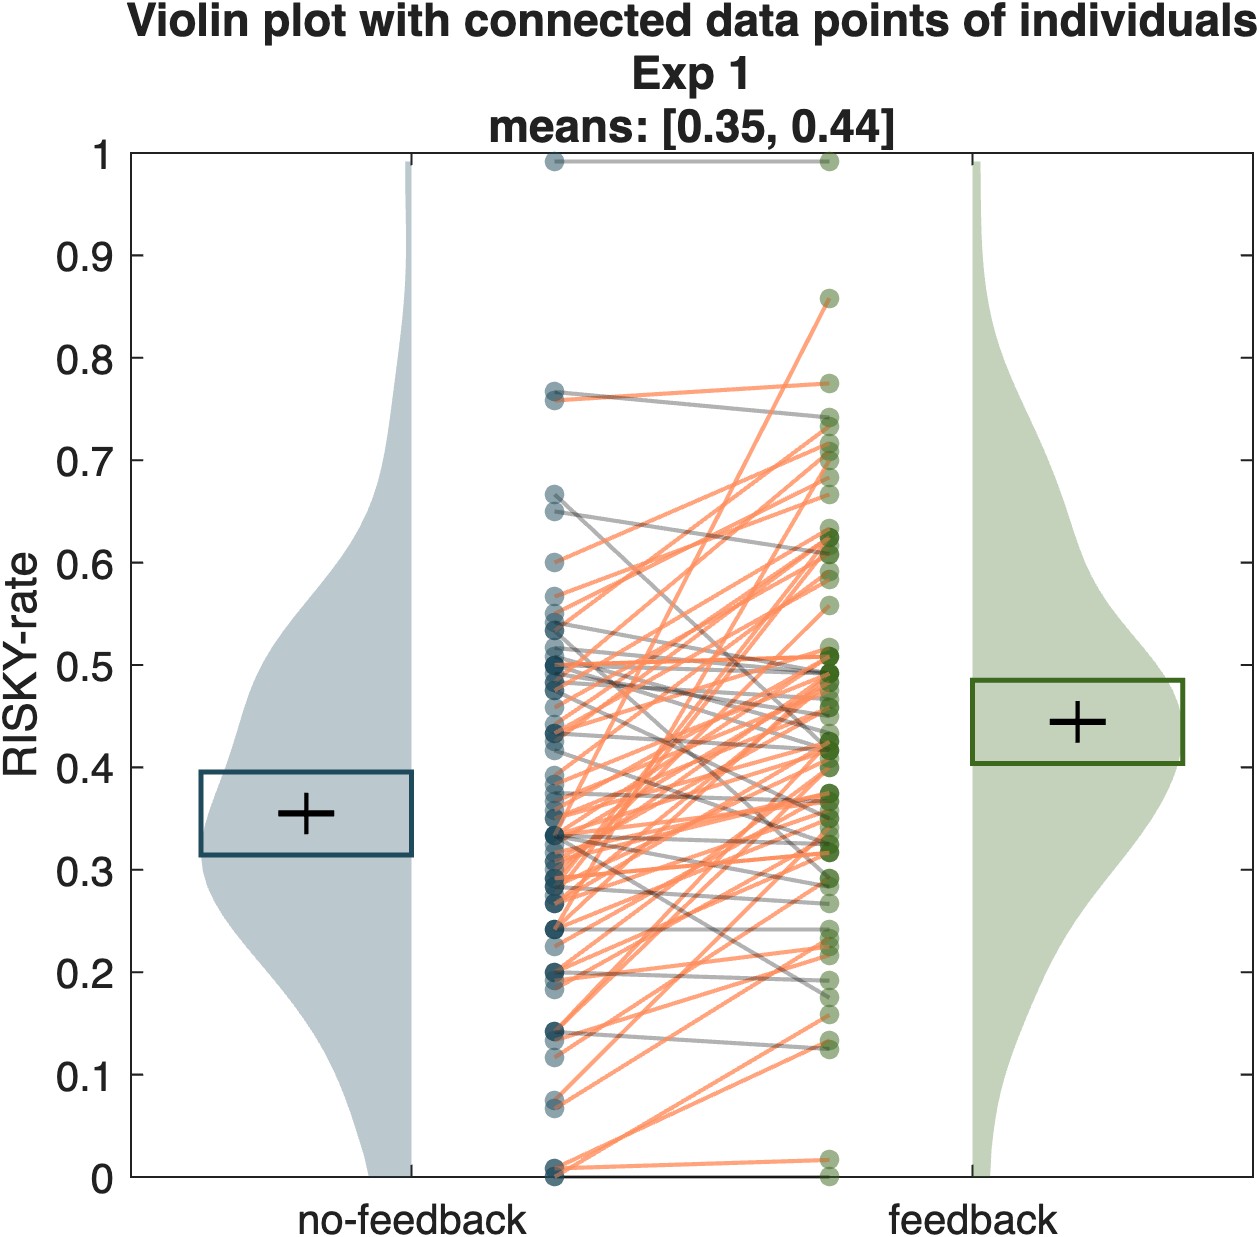 Violin plot with connected data points of individuals
Exp 1
means: [0.35, 0.44]
1
0.9
0.8
0.7
0.6
0.5
0.4
0.3
0.2
0.1
0
RISKY-rate
no-feedback
feedback